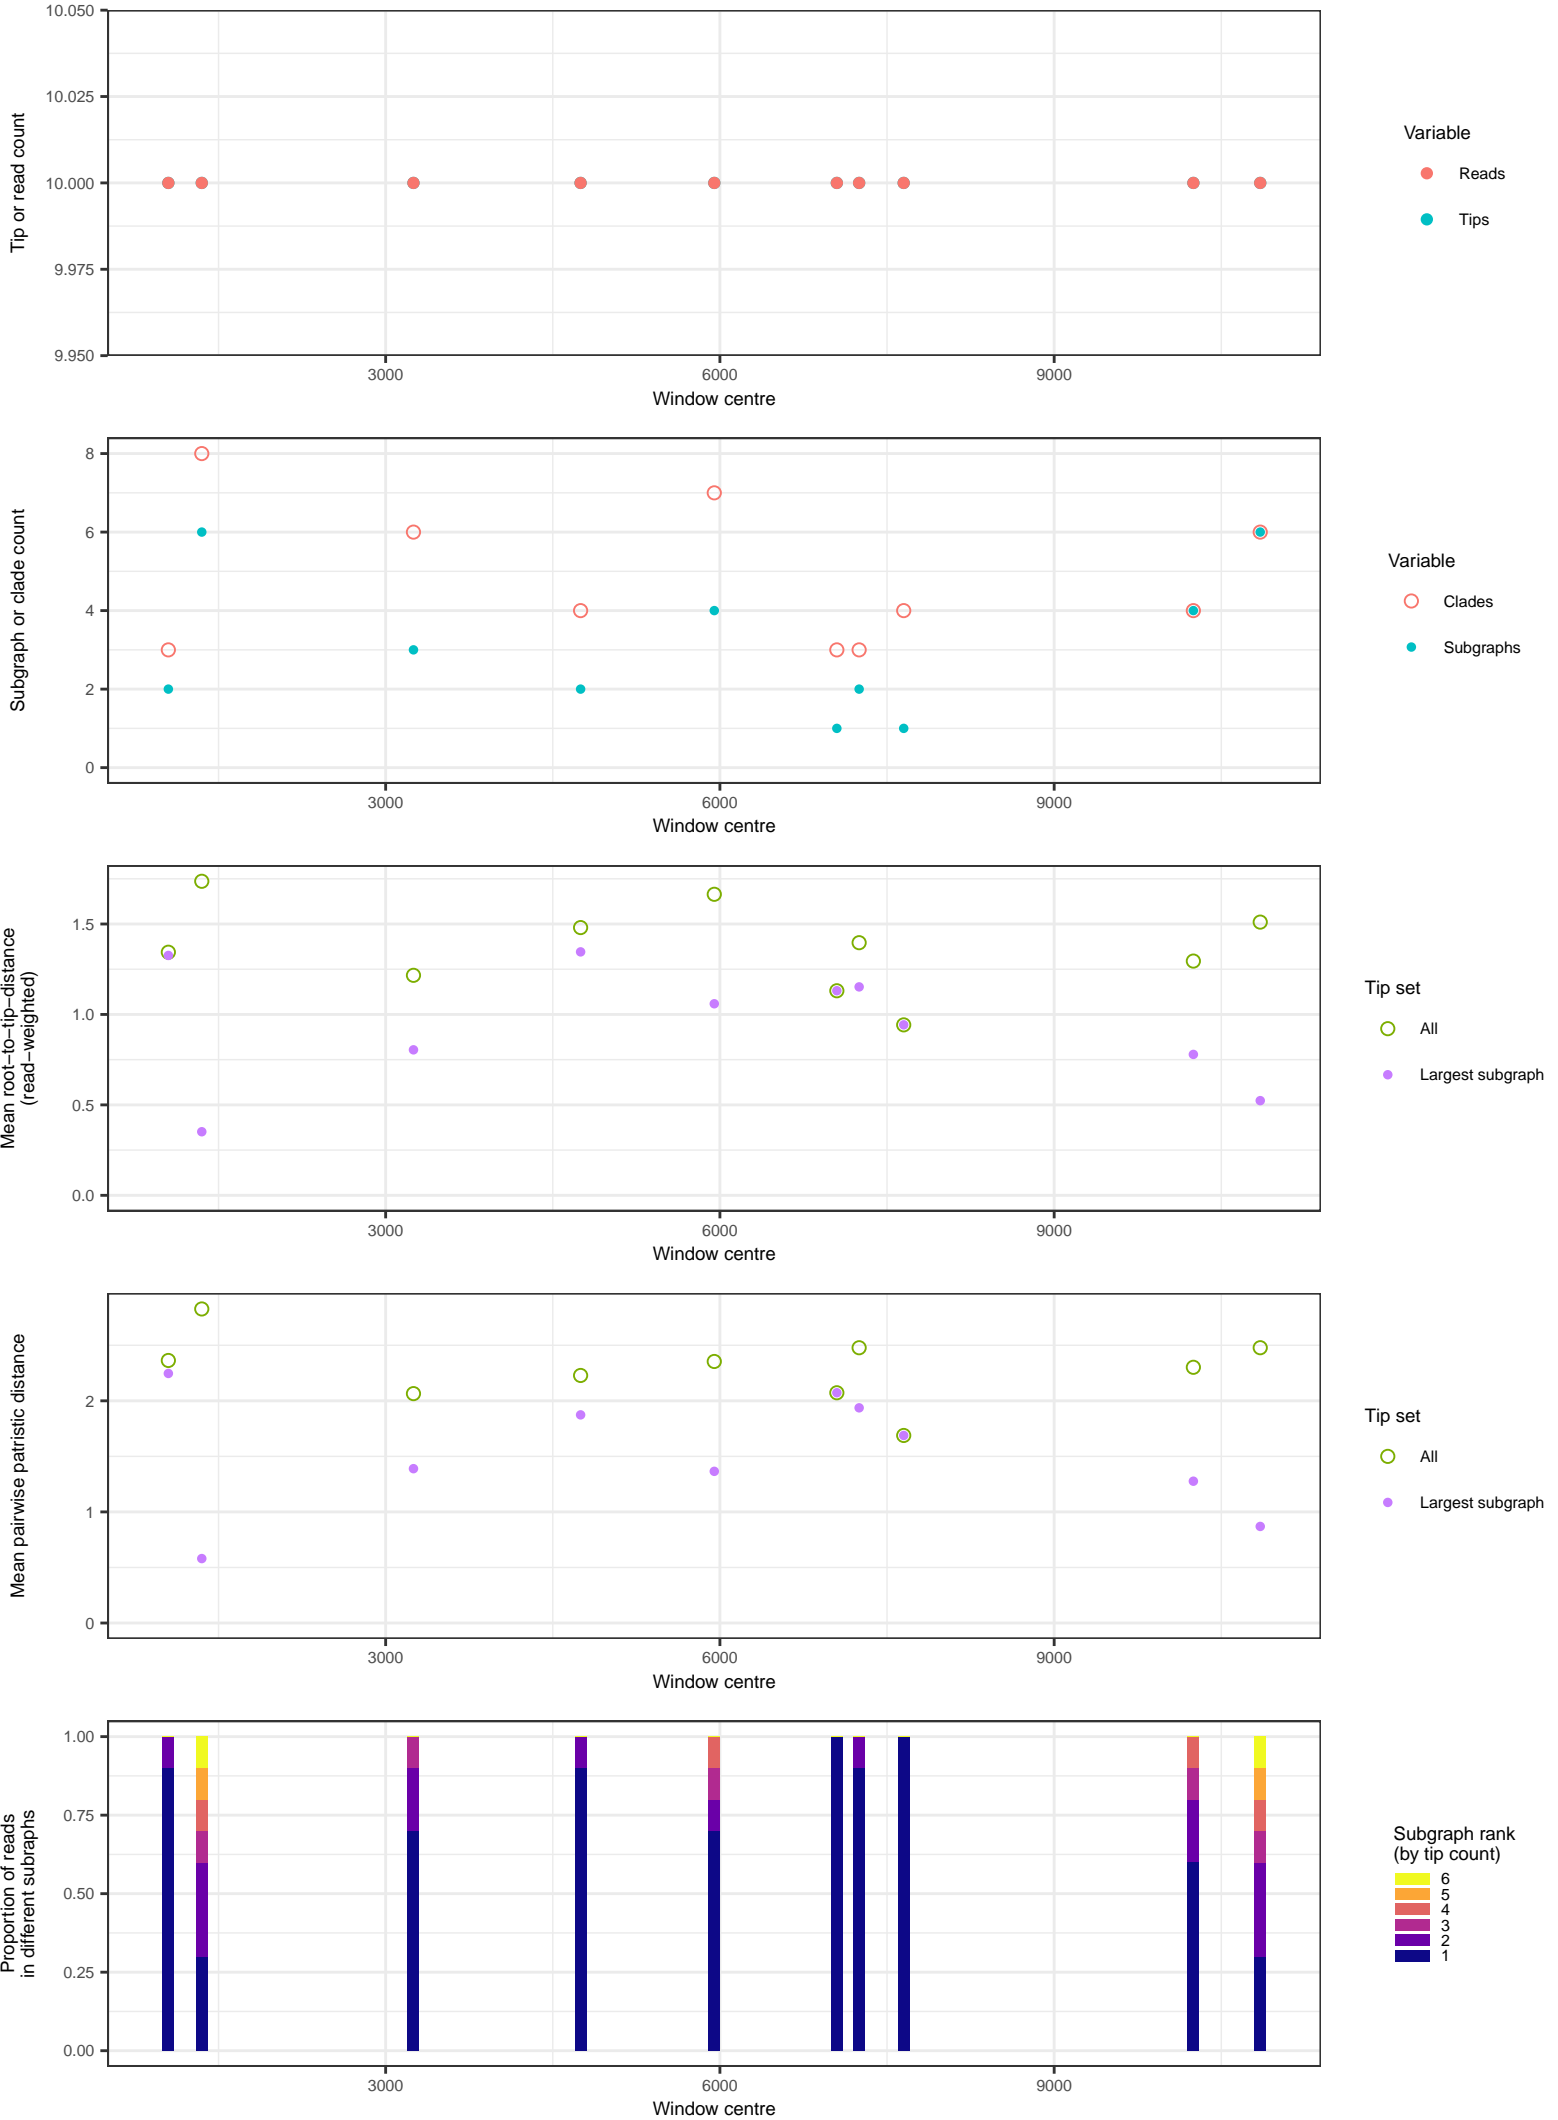 10.050
10.025
10.000
9.975
9.950
Tip or read count
3000
6000
9000
Window centre
Variable
Reads
Tips
8
6
4
2
0
Subgraph or clade count
3000
6000
9000
Window centre
Variable
Clades
Subgraphs
1.5
1.0
0.5
0.0
Mean root−to−tip−distance
(read−weighted)
3000
6000
9000
Window centre
Tip set
All
Largest subgraph
2
1
0
Mean pairwise patristic distance
3000
6000
9000
Window centre
Tip set
All
Largest subgraph
1.00
0.75
0.50
0.25
0.00
Proportion of reads
in different subraphs
3000
6000
9000
Window centre
Subgraph rank
(by tip count)
6
5
4
3
2
1